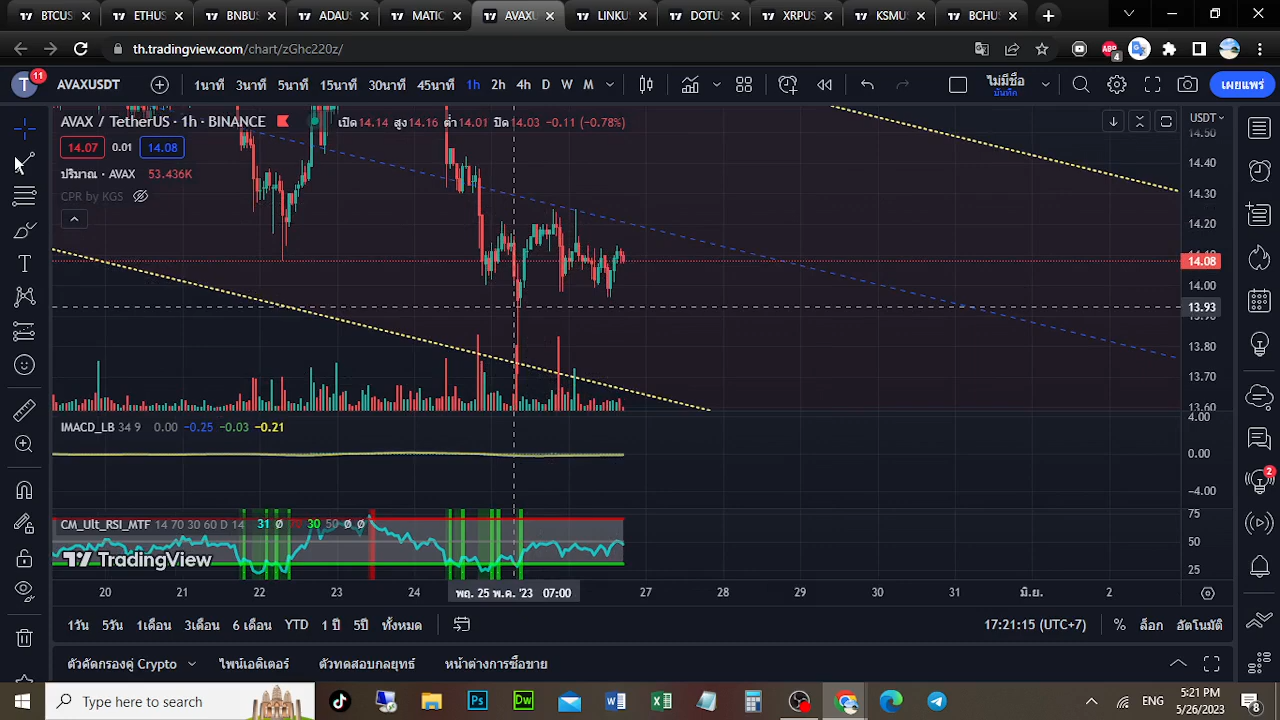 BTCUS ETHUS BNBUS ADAUS MATIC AVAXU LINKU DOTUS XRPUS KSMUS BCHUS
th.tradingview.com/chart/zGhc220z/
T 11 AVAXUSDT 1นาที 3นาที 5นาที 15นาที 30นาที 45นาที 1h 2h 4h D W M ไม่มีชื่อ บันทึก เผยแพร่
AVAX / TetherUS · 1h · BINANCE เปิด14.14 สูง14.16 ต่ำ14.01 ปิด14.03 −0.11 (−0.78%)
USDT
14.50
14.07 0.01 14.08
14.40
ปริมาณ · AVAX 53.436K
CPR by KGS
14.30
14.20
14.08
14.00
13.93
13.80
13.70
13.60
4.00
IMACD_LB 34 9 0.00 −0.25 −0.03 −0.21
0.00
−4.00
CM_Ult_RSI_MTF 14 70 30 60 D 14 31 Ø 70 30 50 Ø Ø
75
50
25
TradingView
20 21 22 23 24 พฤ. 25 พ.ค. '23 07:00 27 28 29 30 31 มิ.ย. 2
1วัน 5วัน 1เดือน 3เดือน 6 เดือน YTD 1 ปี 5ปี ทั้งหมด 17:21:15 (UTC+7) % ล็อก อัตโนมัติ
ตัวคัดกรองคู่ Crypto ไพน์เอดิเตอร์ ตัวทดสอบกลยุทธ์ หน้าต่างการซื้อขาย
Type here to search
ENG 5:21 PM
5/26/2023